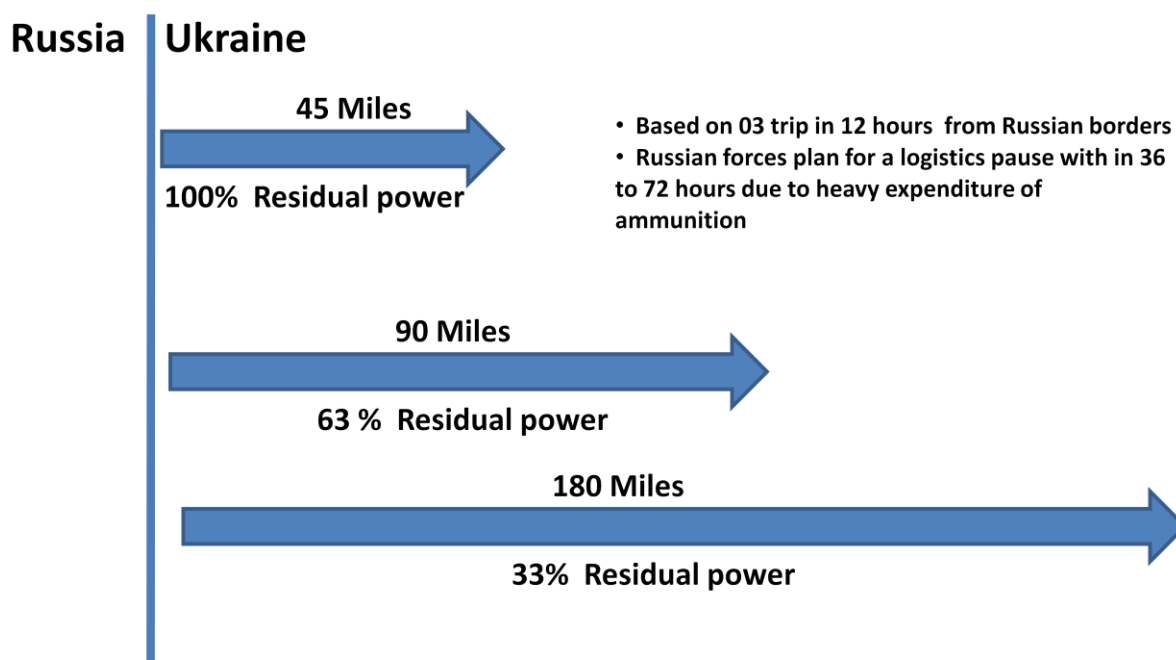 Russia
Ukraine
45 Miles
100% Residual power
• Based on 03 trip in 12 hours from Russian borders
• Russian forces plan for a logistics pause with in 36
to 72 hours due to heavy expenditure of
ammunition
90 Miles
63 % Residual power
180 Miles
33% Residual power